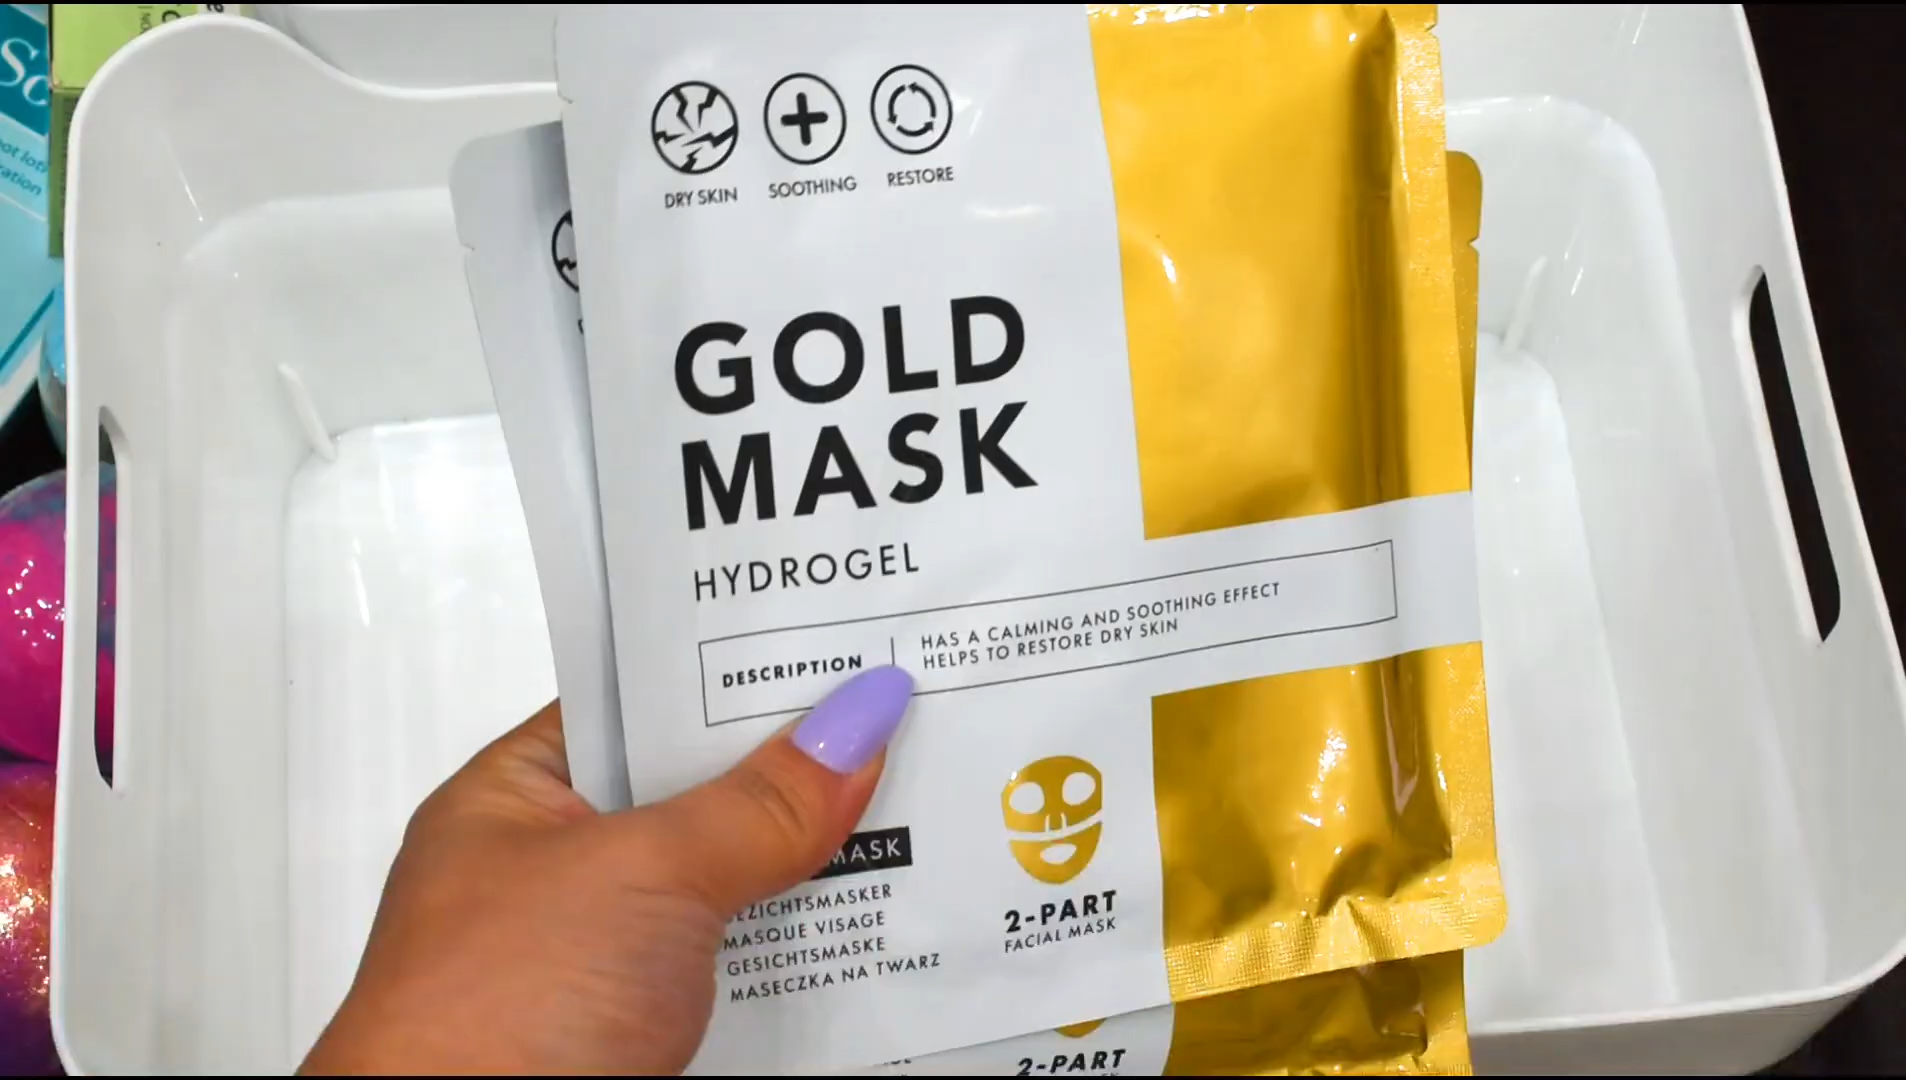 DRY SKIN
SOOTHING
RESTORE
GOLD
MASK
HYDROGEL
DESCRIPTION
HAS A CALMING AND SOOTHING EFFECT
HELPS TO RESTORE DRY SKIN
MASK
GEZICHTSMASKER
MASQUE VISAGE
GESICHTSMASKE
MASECZKA NA TWARZ
2-PART
FACIAL MASK
2-PART